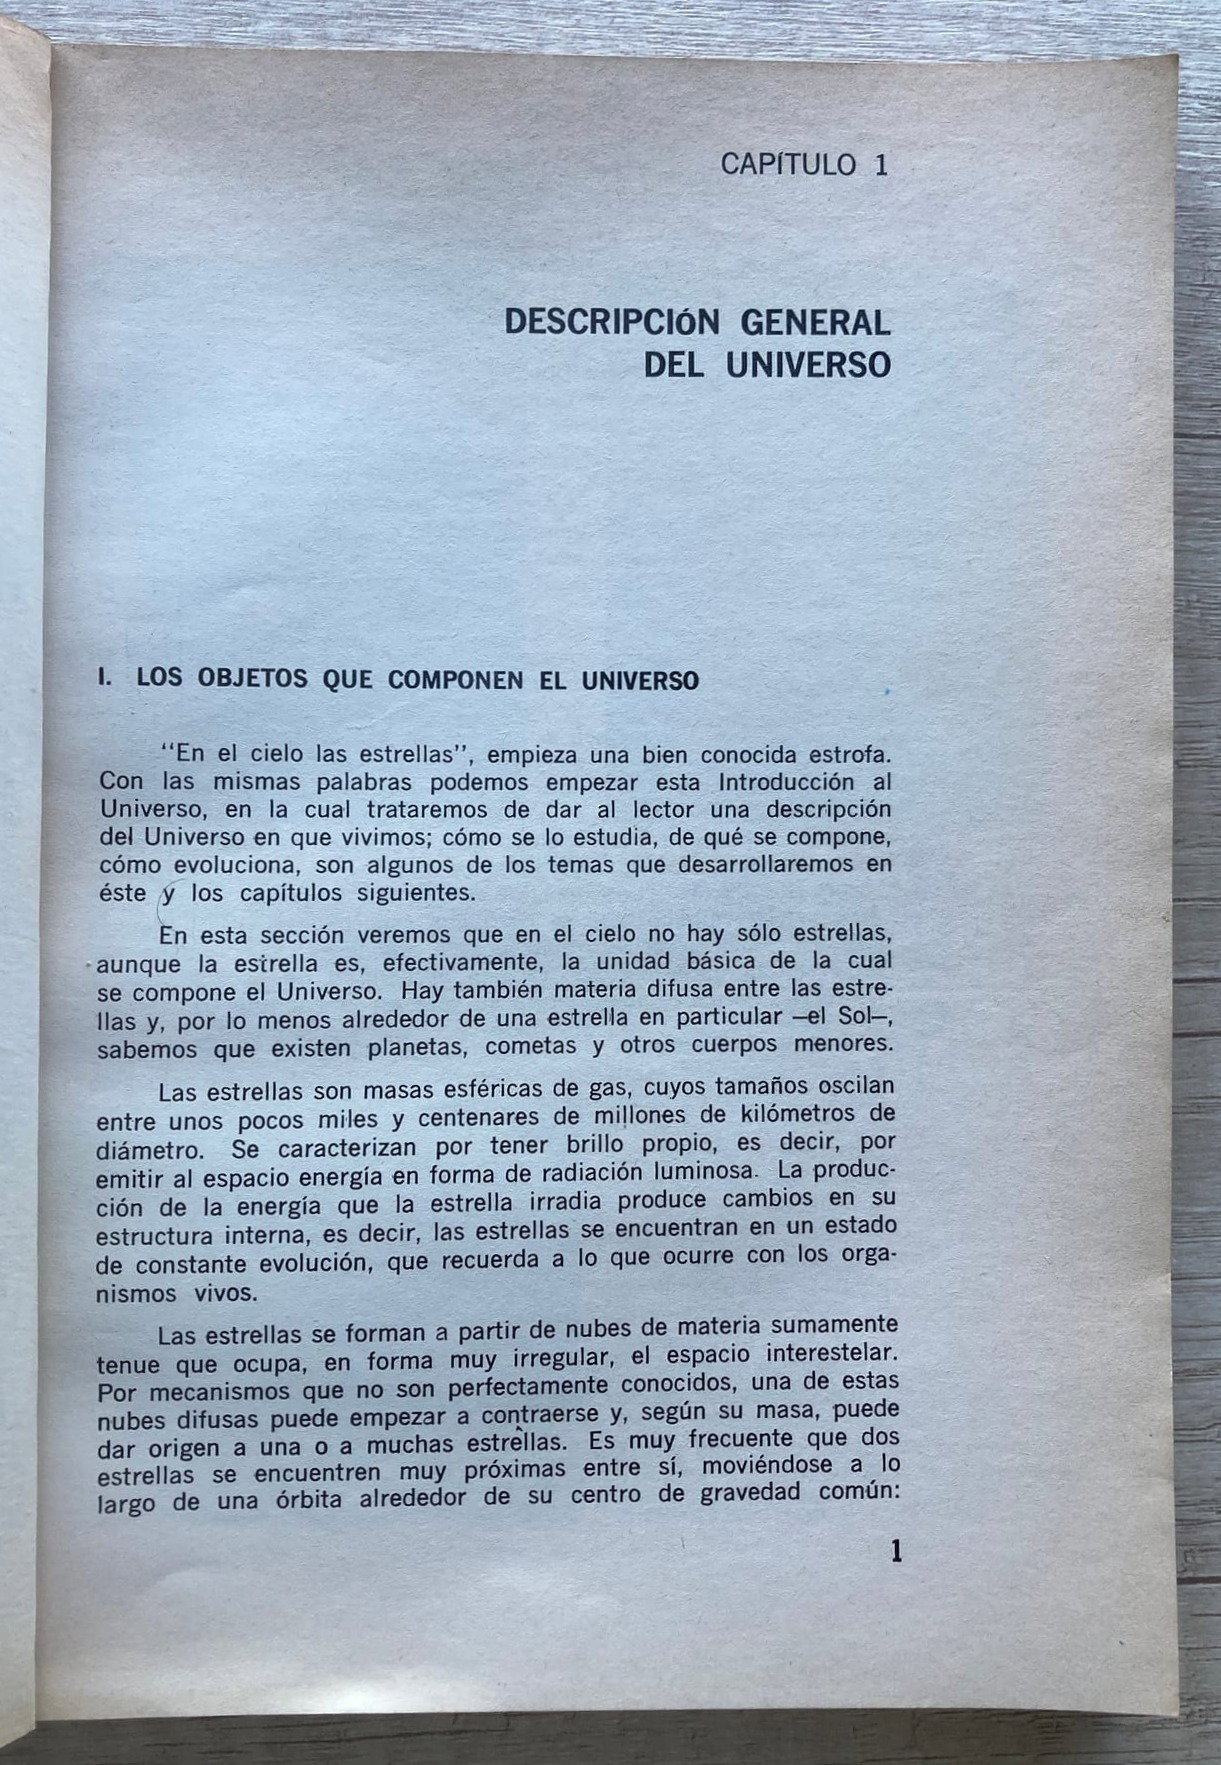 CAPÍTULO 1
DESCRIPCIóN GENERAL
DEL UNIVERSO
I. LOS OBJETOS QUE COMPONEN EL UNIVERSO
“En el cielo las estrellas”, empieza una bien conocida estrofa.
Con las mismas palabras podemos empezar esta Introducción al
Universo, en la cual trataremos de dar al lector una descripción
del Universo en que vivimos; cómo se lo estudia, de qué se compone,
cómo evoluciona, son algunos de los temas que desarrollaremos en
éste y los capítulos siguientes.
En esta sección veremos que en el cielo no hay sólo estrellas,
aunque la estrella es, efectivamente, la unidad básica de la cual
se compone el Universo. Hay también materia difusa entre las estre-
llas y, por lo menos alrededor de una estrella en particular —el Sol—,
sabemos que existen planetas, cometas y otros cuerpos menores.
Las estrellas son masas esféricas de gas, cuyos tamaños oscilan
entre unos pocos miles y centenares de millones de kilómetros de
diámetro. Se caracterizan por tener brillo propio, es decir, por
emitir al espacio energía en forma de radiación luminosa. La produc-
ción de la energía que la estrella irradia produce cambios en su
estructura interna, es decir, las estrellas se encuentran en un estado
de constante evolución, que recuerda a lo que ocurre con los orga-
nismos vivos.
Las estrellas se forman a partir de nubes de materia sumamente
tenue que ocupa, en forma muy irregular, el espacio interestelar.
Por mecanismos que no son perfectamente conocidos, una de estas
nubes difusas puede empezar a contraerse y, según su masa, puede
dar origen a una o a muchas estrellas. Es muy frecuente que dos
estrellas se encuentren muy próximas entre sí, moviéndose a lo
largo de una órbita alrededor de su centro de gravedad común:
1